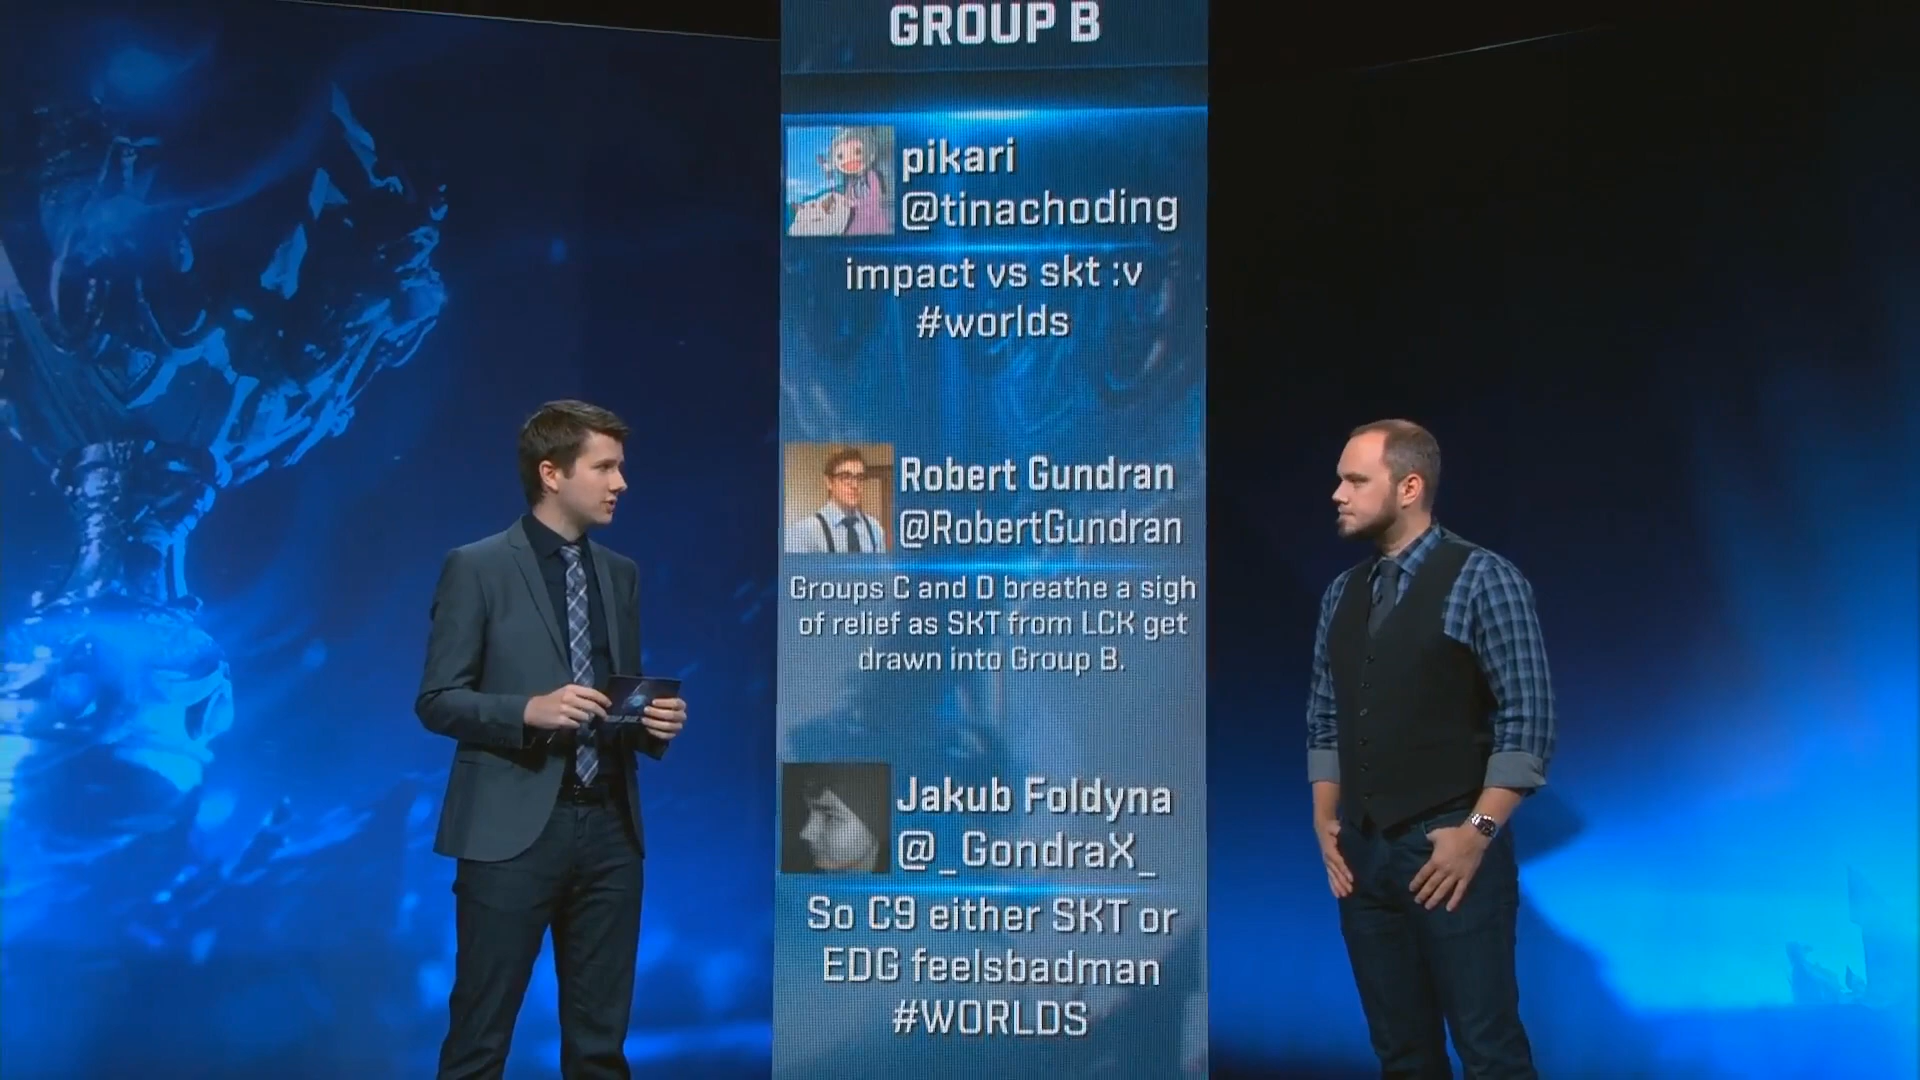 GROUP B
pikari
@tinachoding
impact vs skt :v
#worlds
Robert Gundran
@RobertGundran
Groups C and D breathe a sigh
of relief as SKT from LCK get
drawn into Group B.
Jakub Foldyna
@_GondraX_
So C9 either SKT or
EDG feelsbadman
#WORLDS